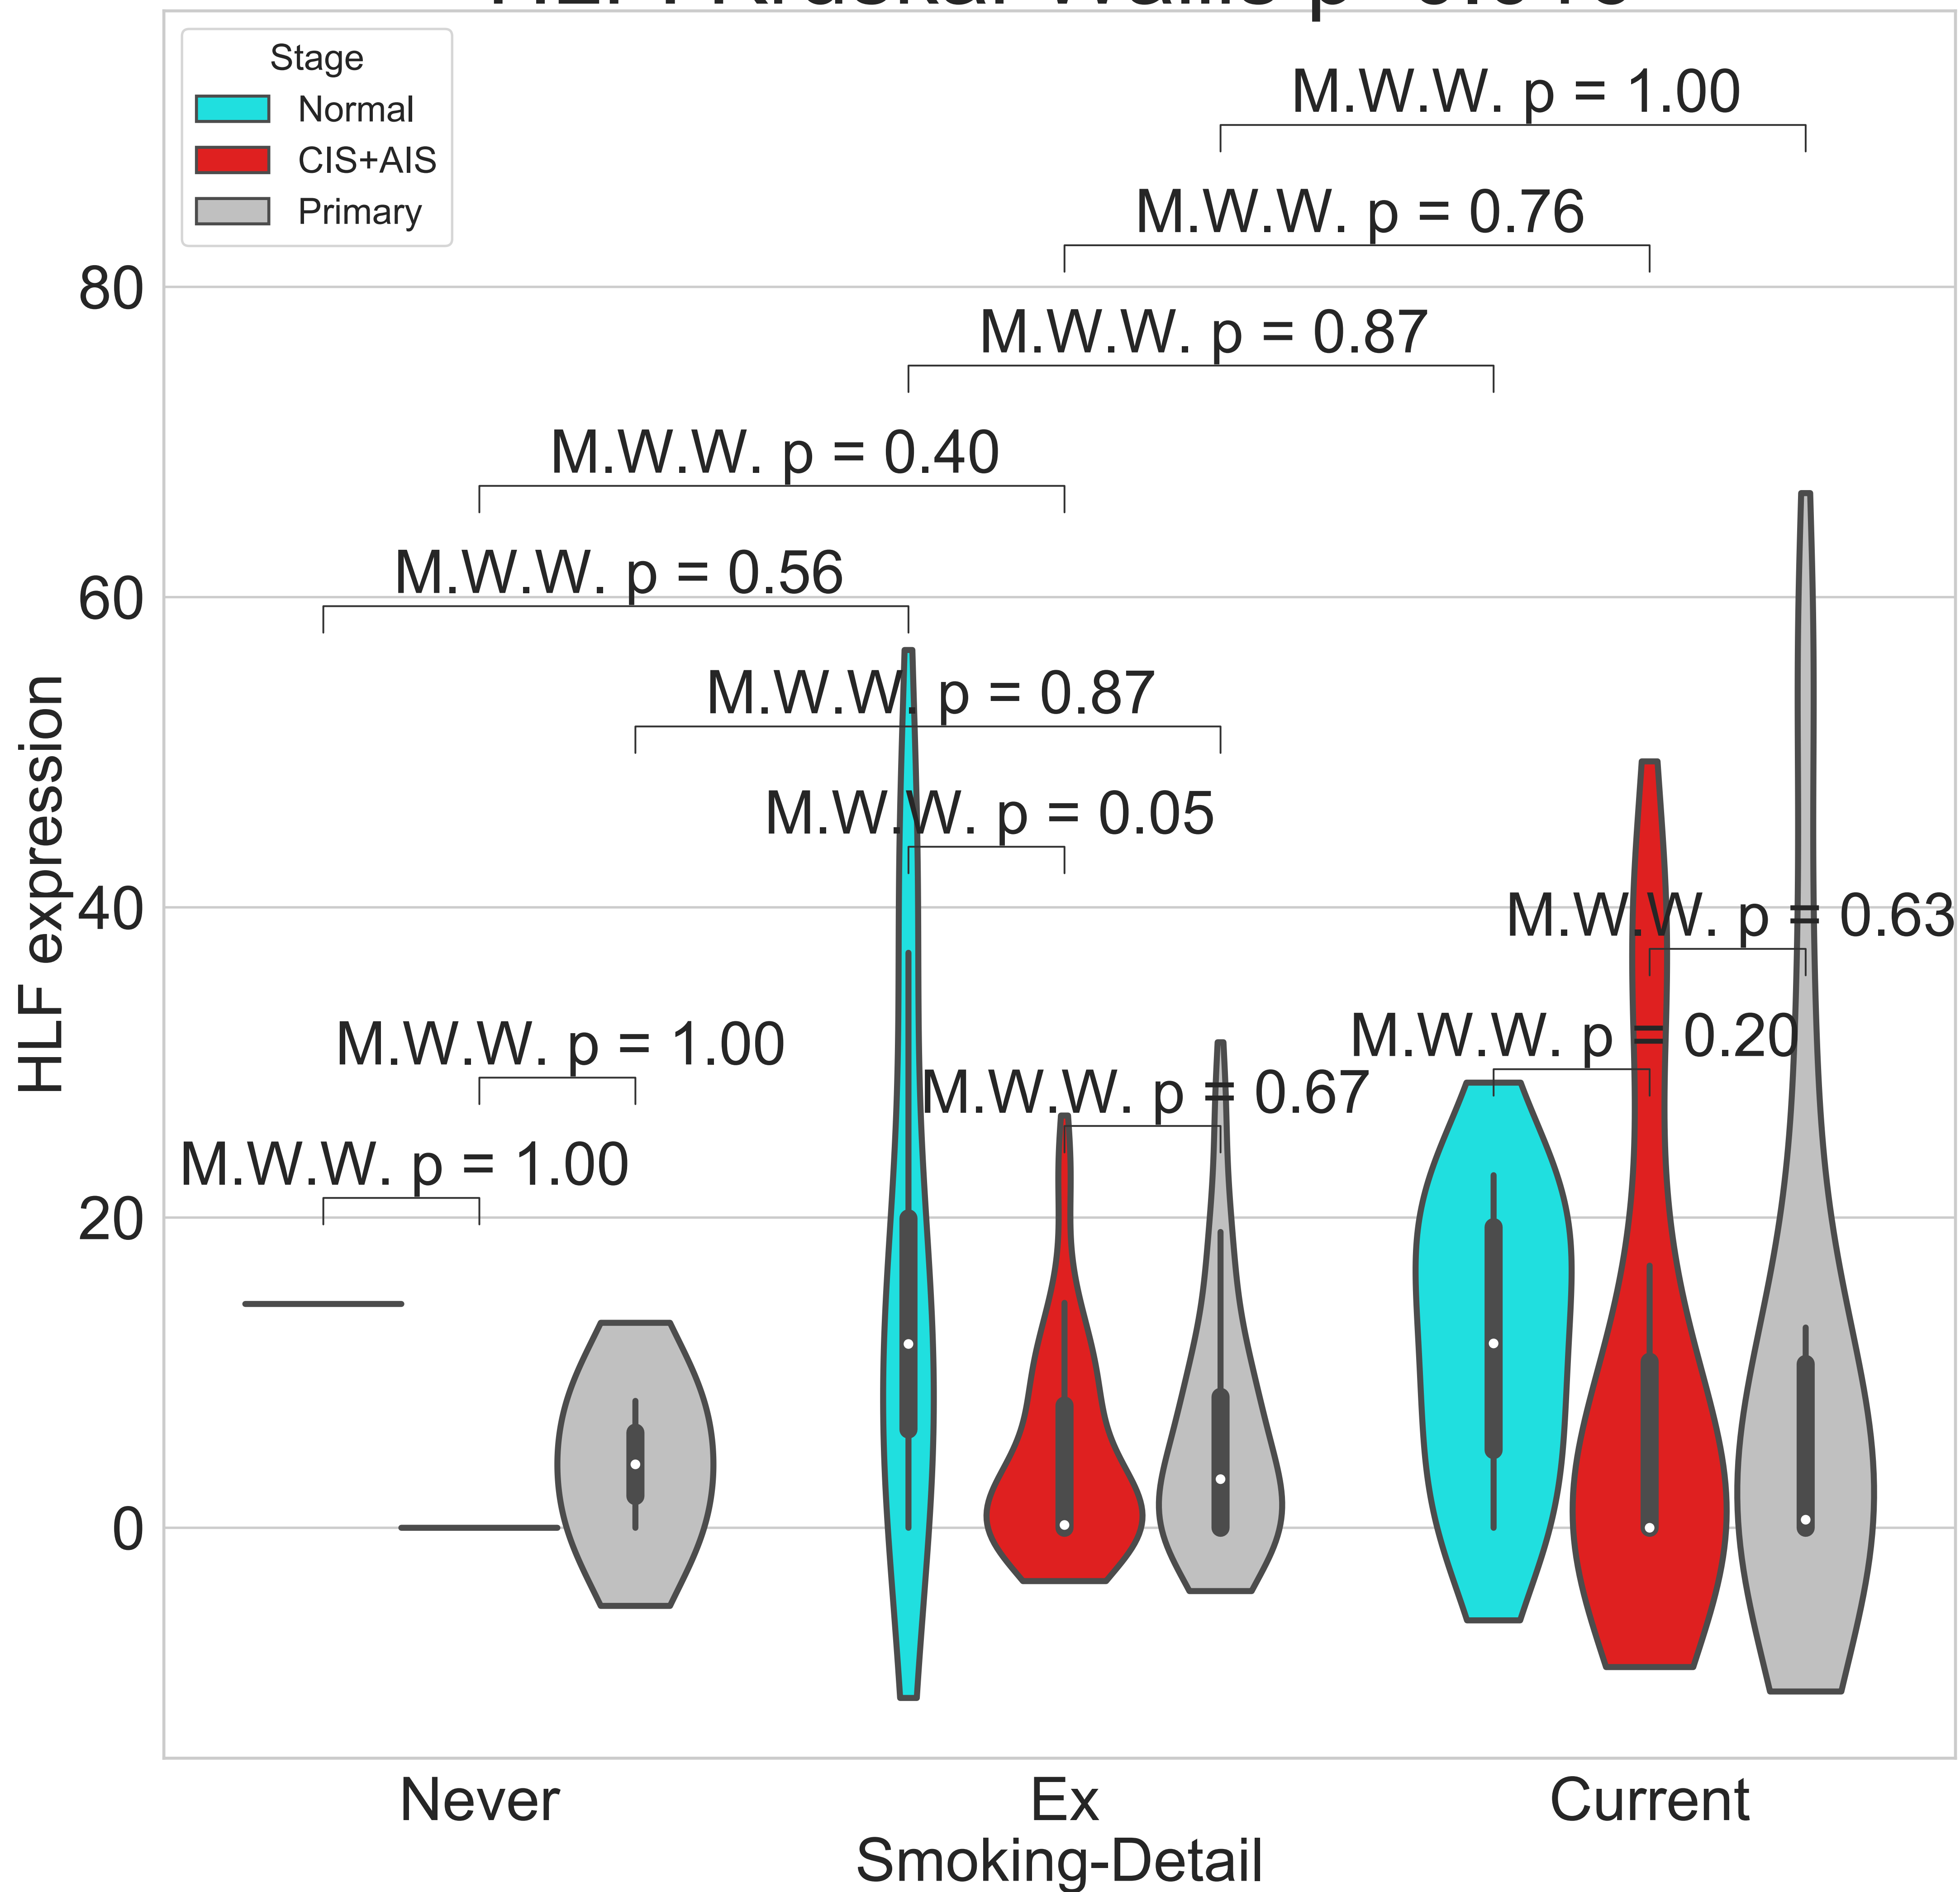 Stage
Normal
CIS+AIS
Primary
M.W.W. p = 1.00
M.W.W. p = 0.76
M.W.W. p = 0.87
M.W.W. p = 0.40
M.W.W. p = 0.56
M.W.W. p = 0.87
M.W.W. p = 0.05
M.W.W. p = 0.63
M.W.W. p = 0.20
M.W.W. p = 1.00
M.W.W. p = 0.67
M.W.W. p = 1.00
80
60
40
20
0
HLF expression
Never
Ex
Current
Smoking-Detail